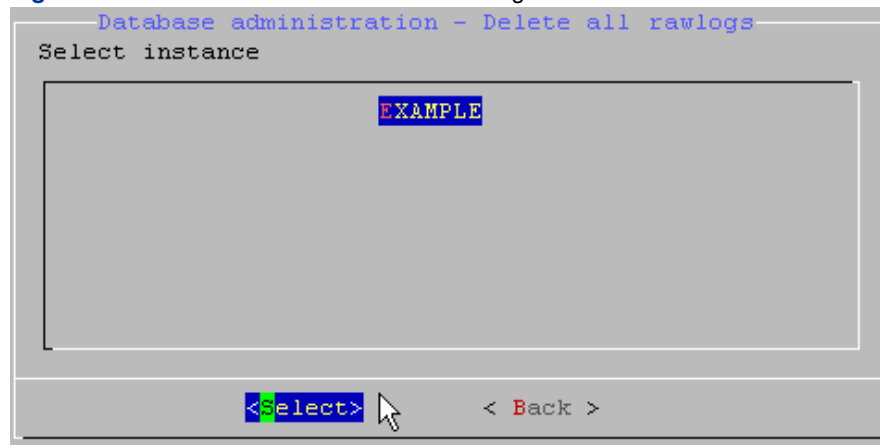 Database administration - Delete all rawlogs
Select instance
EXAMPLE
<Select> < Back >